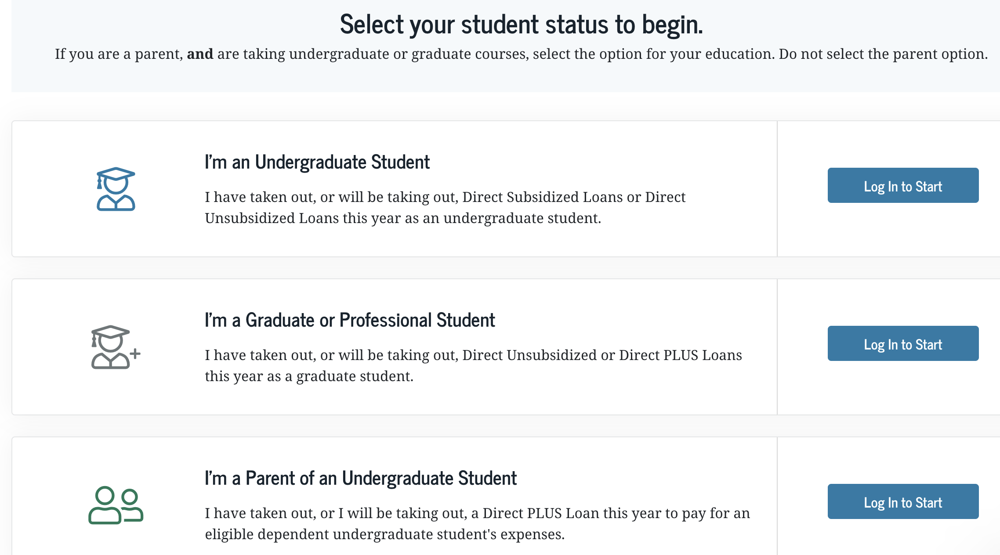 Select your student status to begin.
If you are a parent, and are taking undergraduate or graduate courses, select the option for your education. Do not select the parent option.
I'm an Undergraduate Student
I have taken out, or will be taking out, Direct Subsidized Loans or Direct
Unsubsidized Loans this year as an undergraduate student.
Log In to Start
I'm a Graduate or Professional Student
I have taken out, or will be taking out, Direct Unsubsidized or Direct PLUS Loans
this year as a graduate student.
Log In to Start
I'm a Parent of an Undergraduate Student
I have taken out, or I will be taking out, a Direct PLUS Loan this year to pay for an
eligible dependent undergraduate student's expenses.
Log In to Start